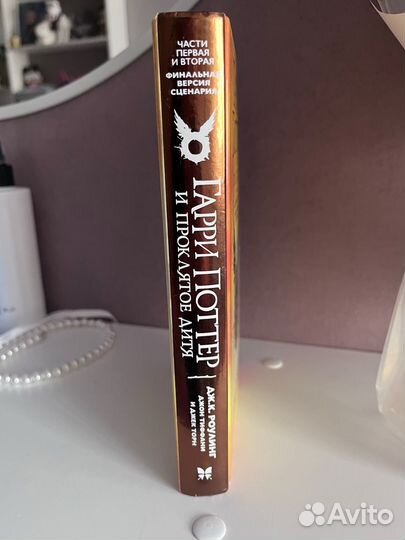 ЧАСТИ
ПЕРВАЯ
И ВТОРАЯ
ФИНАЛЬНАЯ
ВЕРСИЯ
СЦЕНАРИЯ
ГАРРИ ПОТТЕР
И ПРОКЛЯТОЕ ДИТЯ
ДЖ.К. РОУЛИНГ
ДЖОН ТИФФАНИ
И ДЖЕК ТОРН
Avito